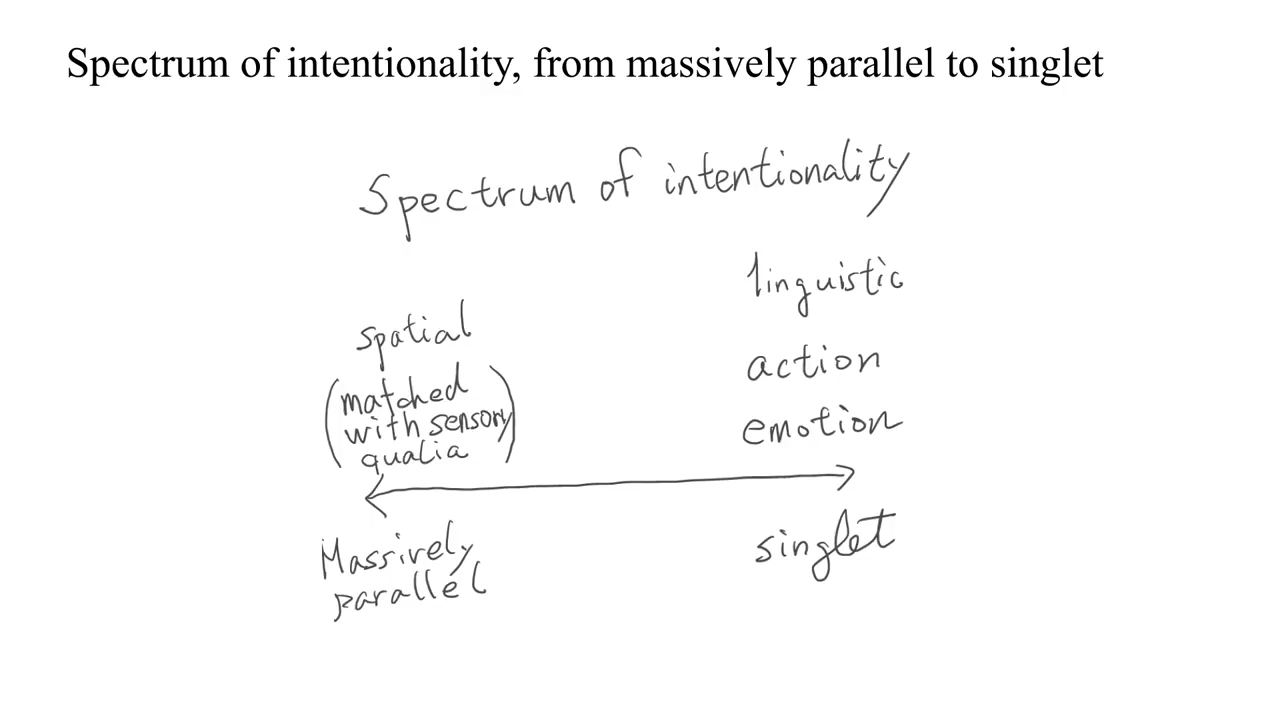 Spectrum of intentionality, from massively parallel to singlet
Spectrum of intentionality
linguistic
spatial
action
(matched
with sensory
qualia)
emotion
Massively
parallel
singlet